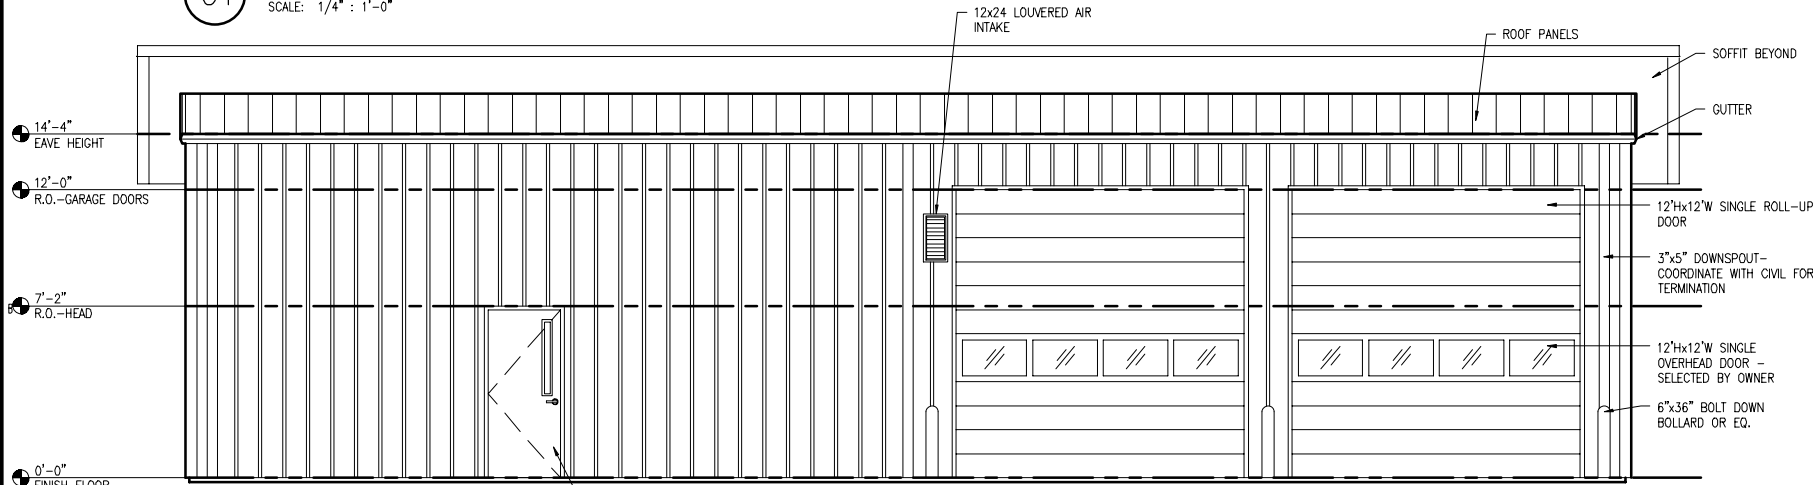 SCALE: 1/4" : 1'-0"
12x24 LOUVERED AIR
INTAKE
ROOF PANELS
SOFFIT BEYOND
GUTTER
14'-4"
EAVE HEIGHT
12'-0"
R.O.-GARAGE DOORS
12'Hx12'W SINGLE ROLL-UP
DOOR
3"x5" DOWNSPOUT-
COORDINATE WITH CIVIL FOR
TERMINATION
7'-2"
R.O.-HEAD
12'Hx12'W SINGLE
OVERHEAD DOOR -
SELECTED BY OWNER
6"x36" BOLT DOWN
BOLLARD OR EQ.
0'-0"
FINISH FLOOR